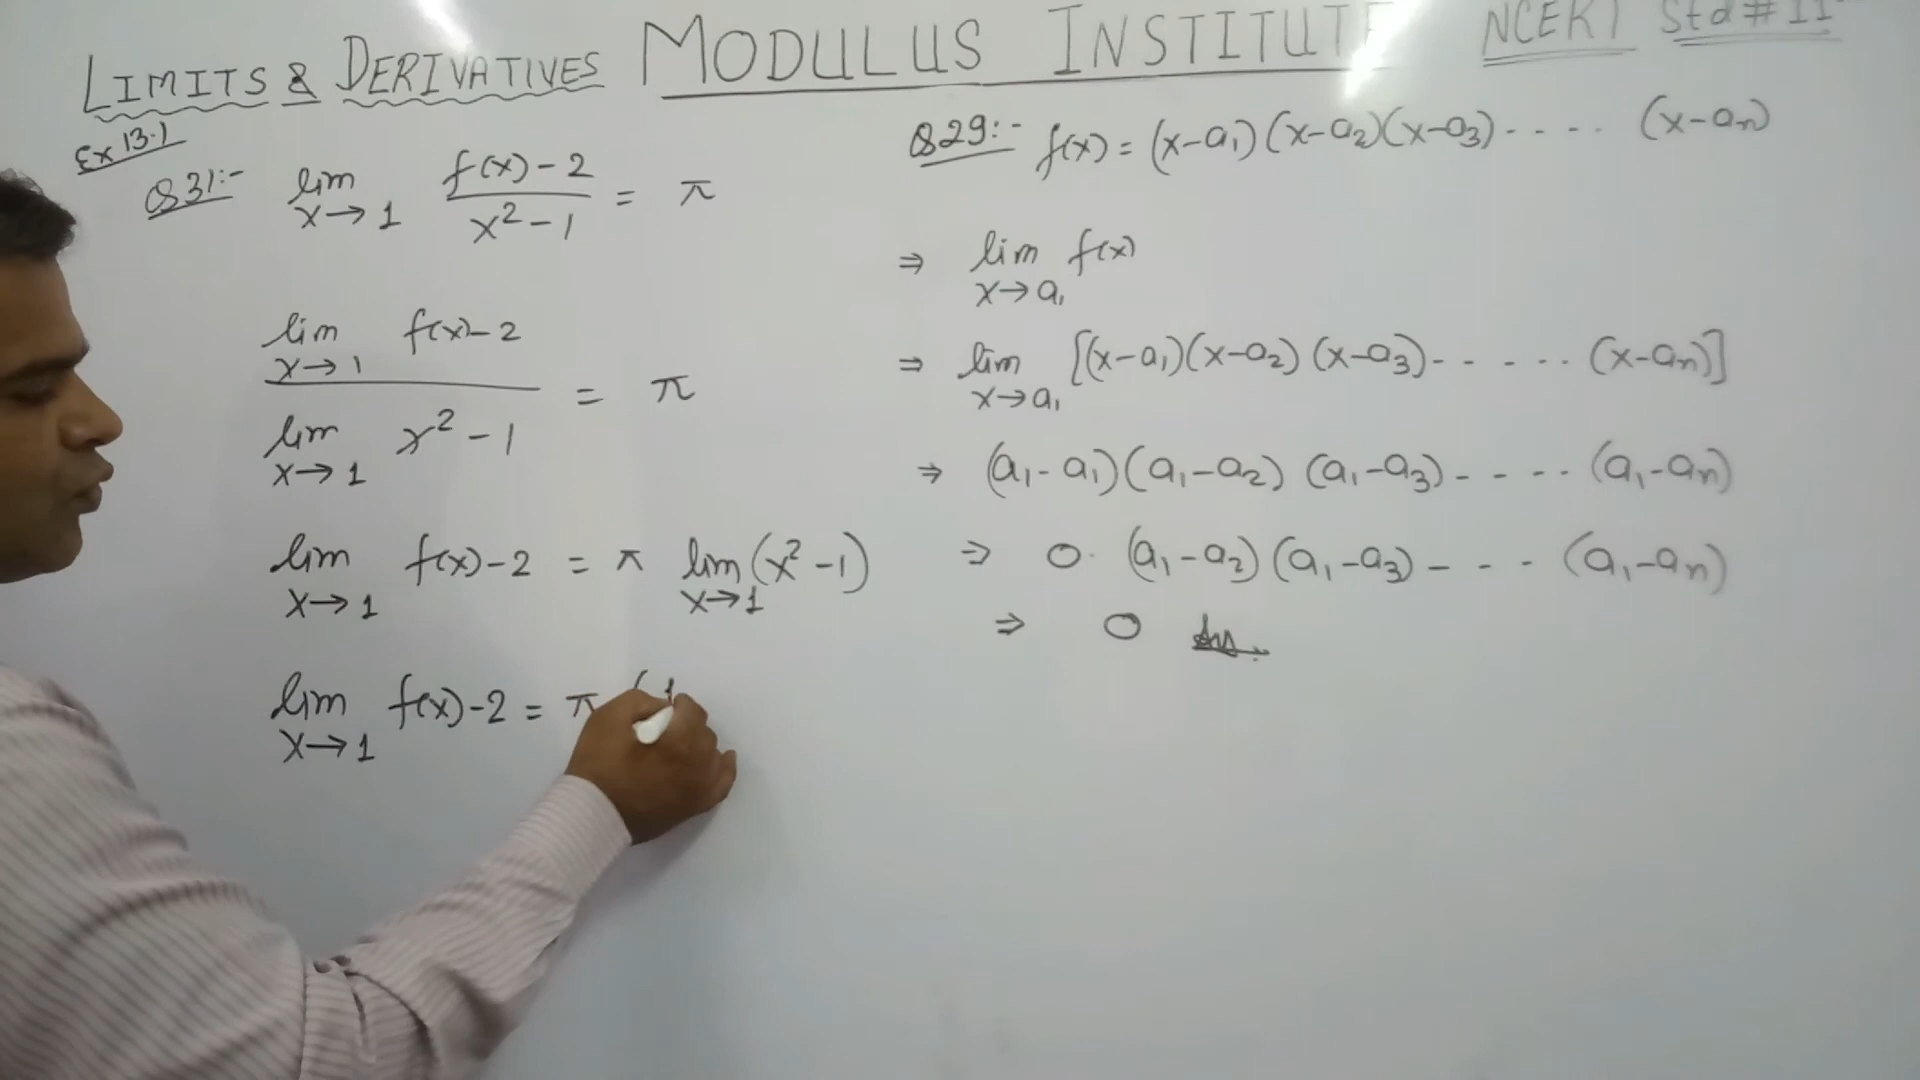 LIMITS & DERIVATIVES MODULUS INSTITUTE NCERT Std # 11
Ex 13.1
Q31:- lim x→1 (f(x)-2)/(x²-1) = π
lim x→1 f(x)-2 / lim x→1 x²-1 = π
lim x→1 f(x)-2 = π lim x→1 (x²-1)
lim x→1 f(x)-2 = π (1
Q29:- f(x) = (x-a₁)(x-a₂)(x-a₃)-.... (x-aₙ)
⇒ lim x→a₁ f(x)
⇒ lim x→a₁ [(x-a₁)(x-a₂)(x-a₃)------(x-aₙ)]
⇒ (a₁-a₁)(a₁-a₂)(a₁-a₃)-----(a₁-aₙ)
⇒ 0·(a₁-a₂)(a₁-a₃)----(a₁-aₙ)
⇒ 0 Ans.